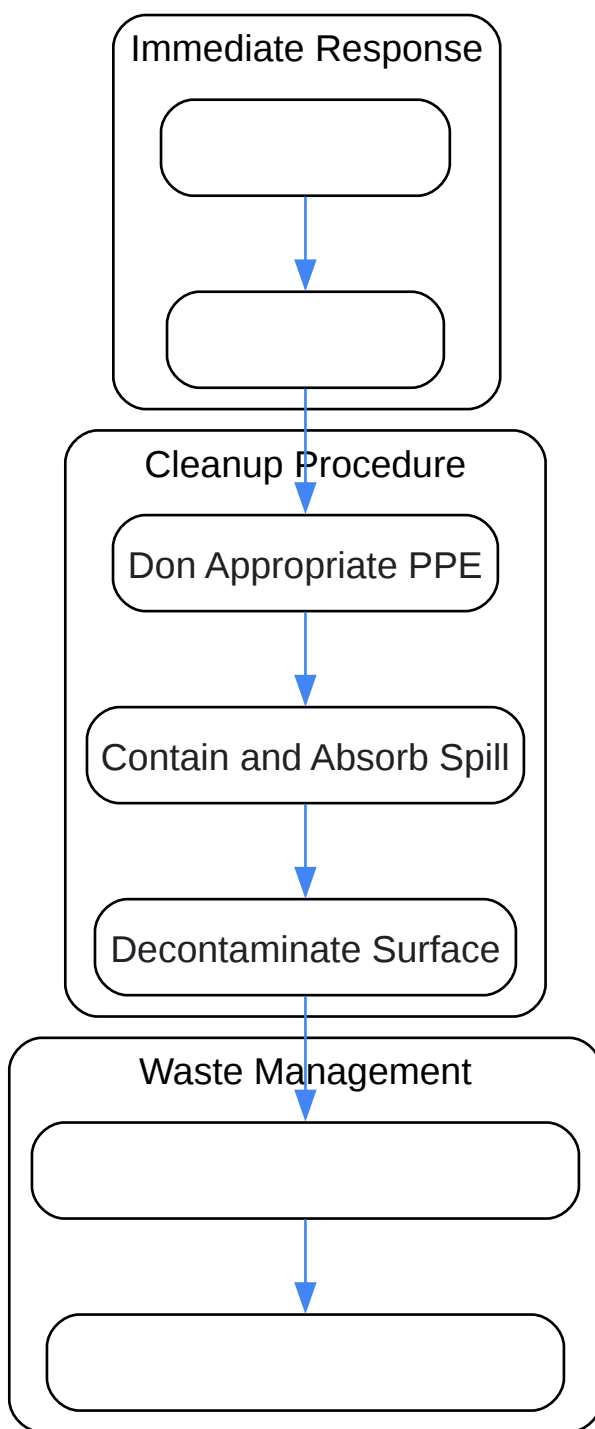 Immediate Response
Cleanup Procedure
Don Appropriate PPE
Contain and Absorb Spill
Decontaminate Surface
Waste Management